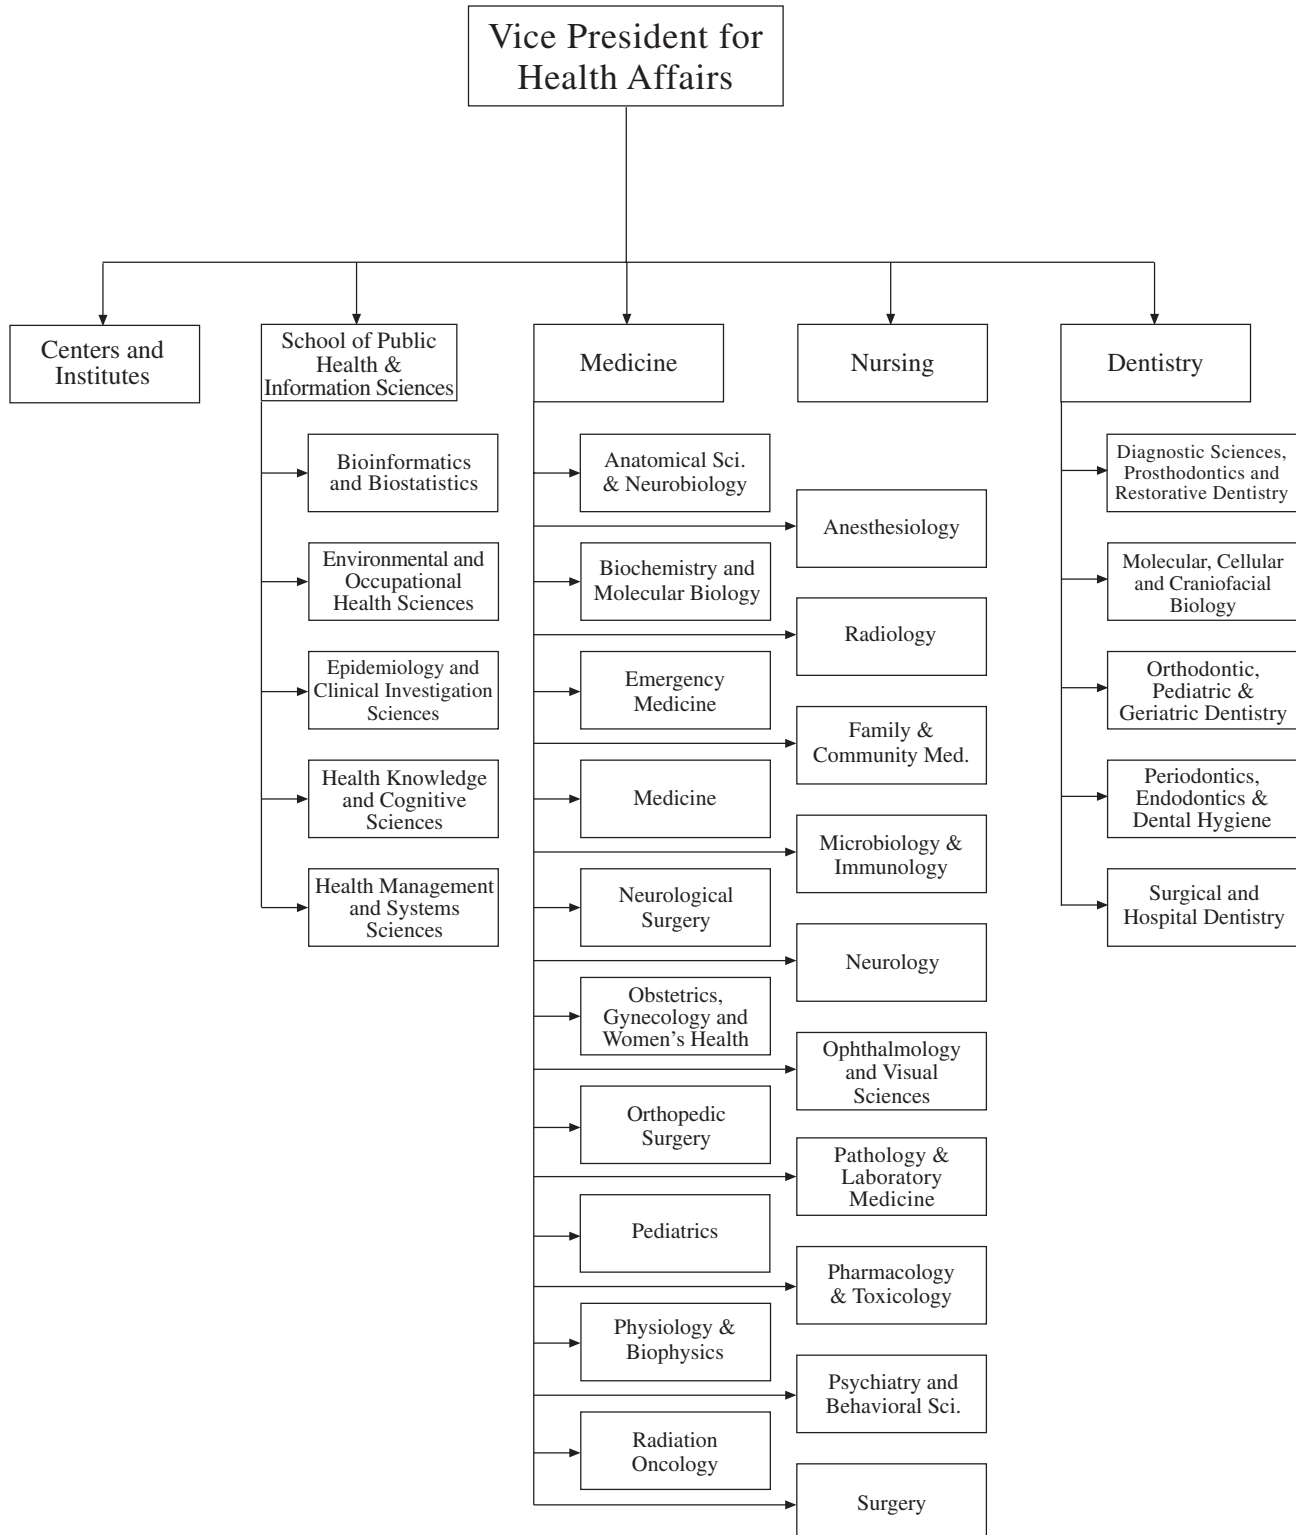 Vice President for
Health Affairs
Centers and
Institutes
School of Public
Health &
Information Sciences
Medicine
Nursing
Dentistry
Bioinformatics
and Biostatistics
Environmental and
Occupational
Health Sciences
Epidemiology and
Clinical Investigation
Sciences
Health Knowledge
and Cognitive
Sciences
Health Management
and Systems
Sciences
Anatomical Sci.
& Neurobiology
Anesthesiology
Biochemistry and
Molecular Biology
Radiology
Emergency
Medicine
Family &
Community Med.
Medicine
Microbiology &
Immunology
Neurological
Surgery
Neurology
Obstetrics,
Gynecology and
Women’s Health
Ophthalmology
and Visual
Sciences
Orthopedic
Surgery
Pathology &
Laboratory
Medicine
Pediatrics
Pharmacology
& Toxicology
Physiology &
Biophysics
Psychiatry and
Behavioral Sci.
Radiation
Oncology
Surgery
Diagnostic Sciences,
Prosthodontics and
Restorative Dentistry
Molecular, Cellular
and Craniofacial
Biology
Orthodontic,
Pediatric &
Geriatric Dentistry
Periodontics,
Endodontics &
Dental Hygiene
Surgical and
Hospital Dentistry